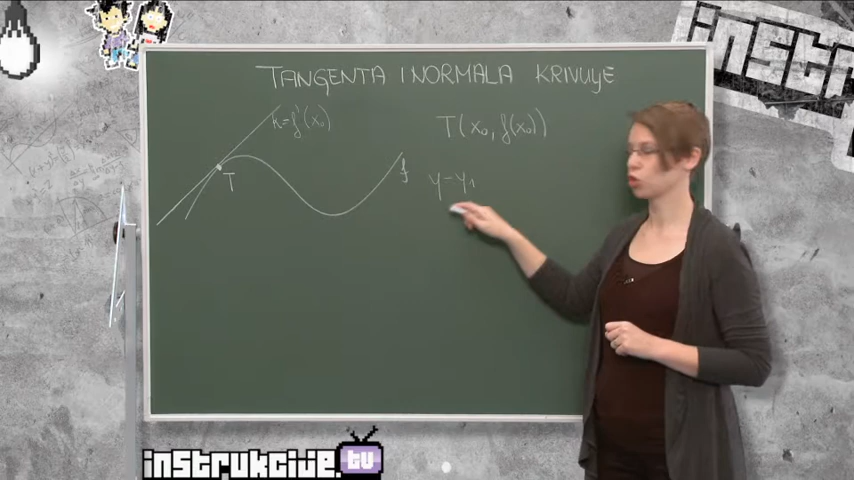 TANGENTA I NORMALA KRIVULJE
k=f'(x₀)
T(x₀, f(x₀))
T
f
y-y₁
instrukcije.tv